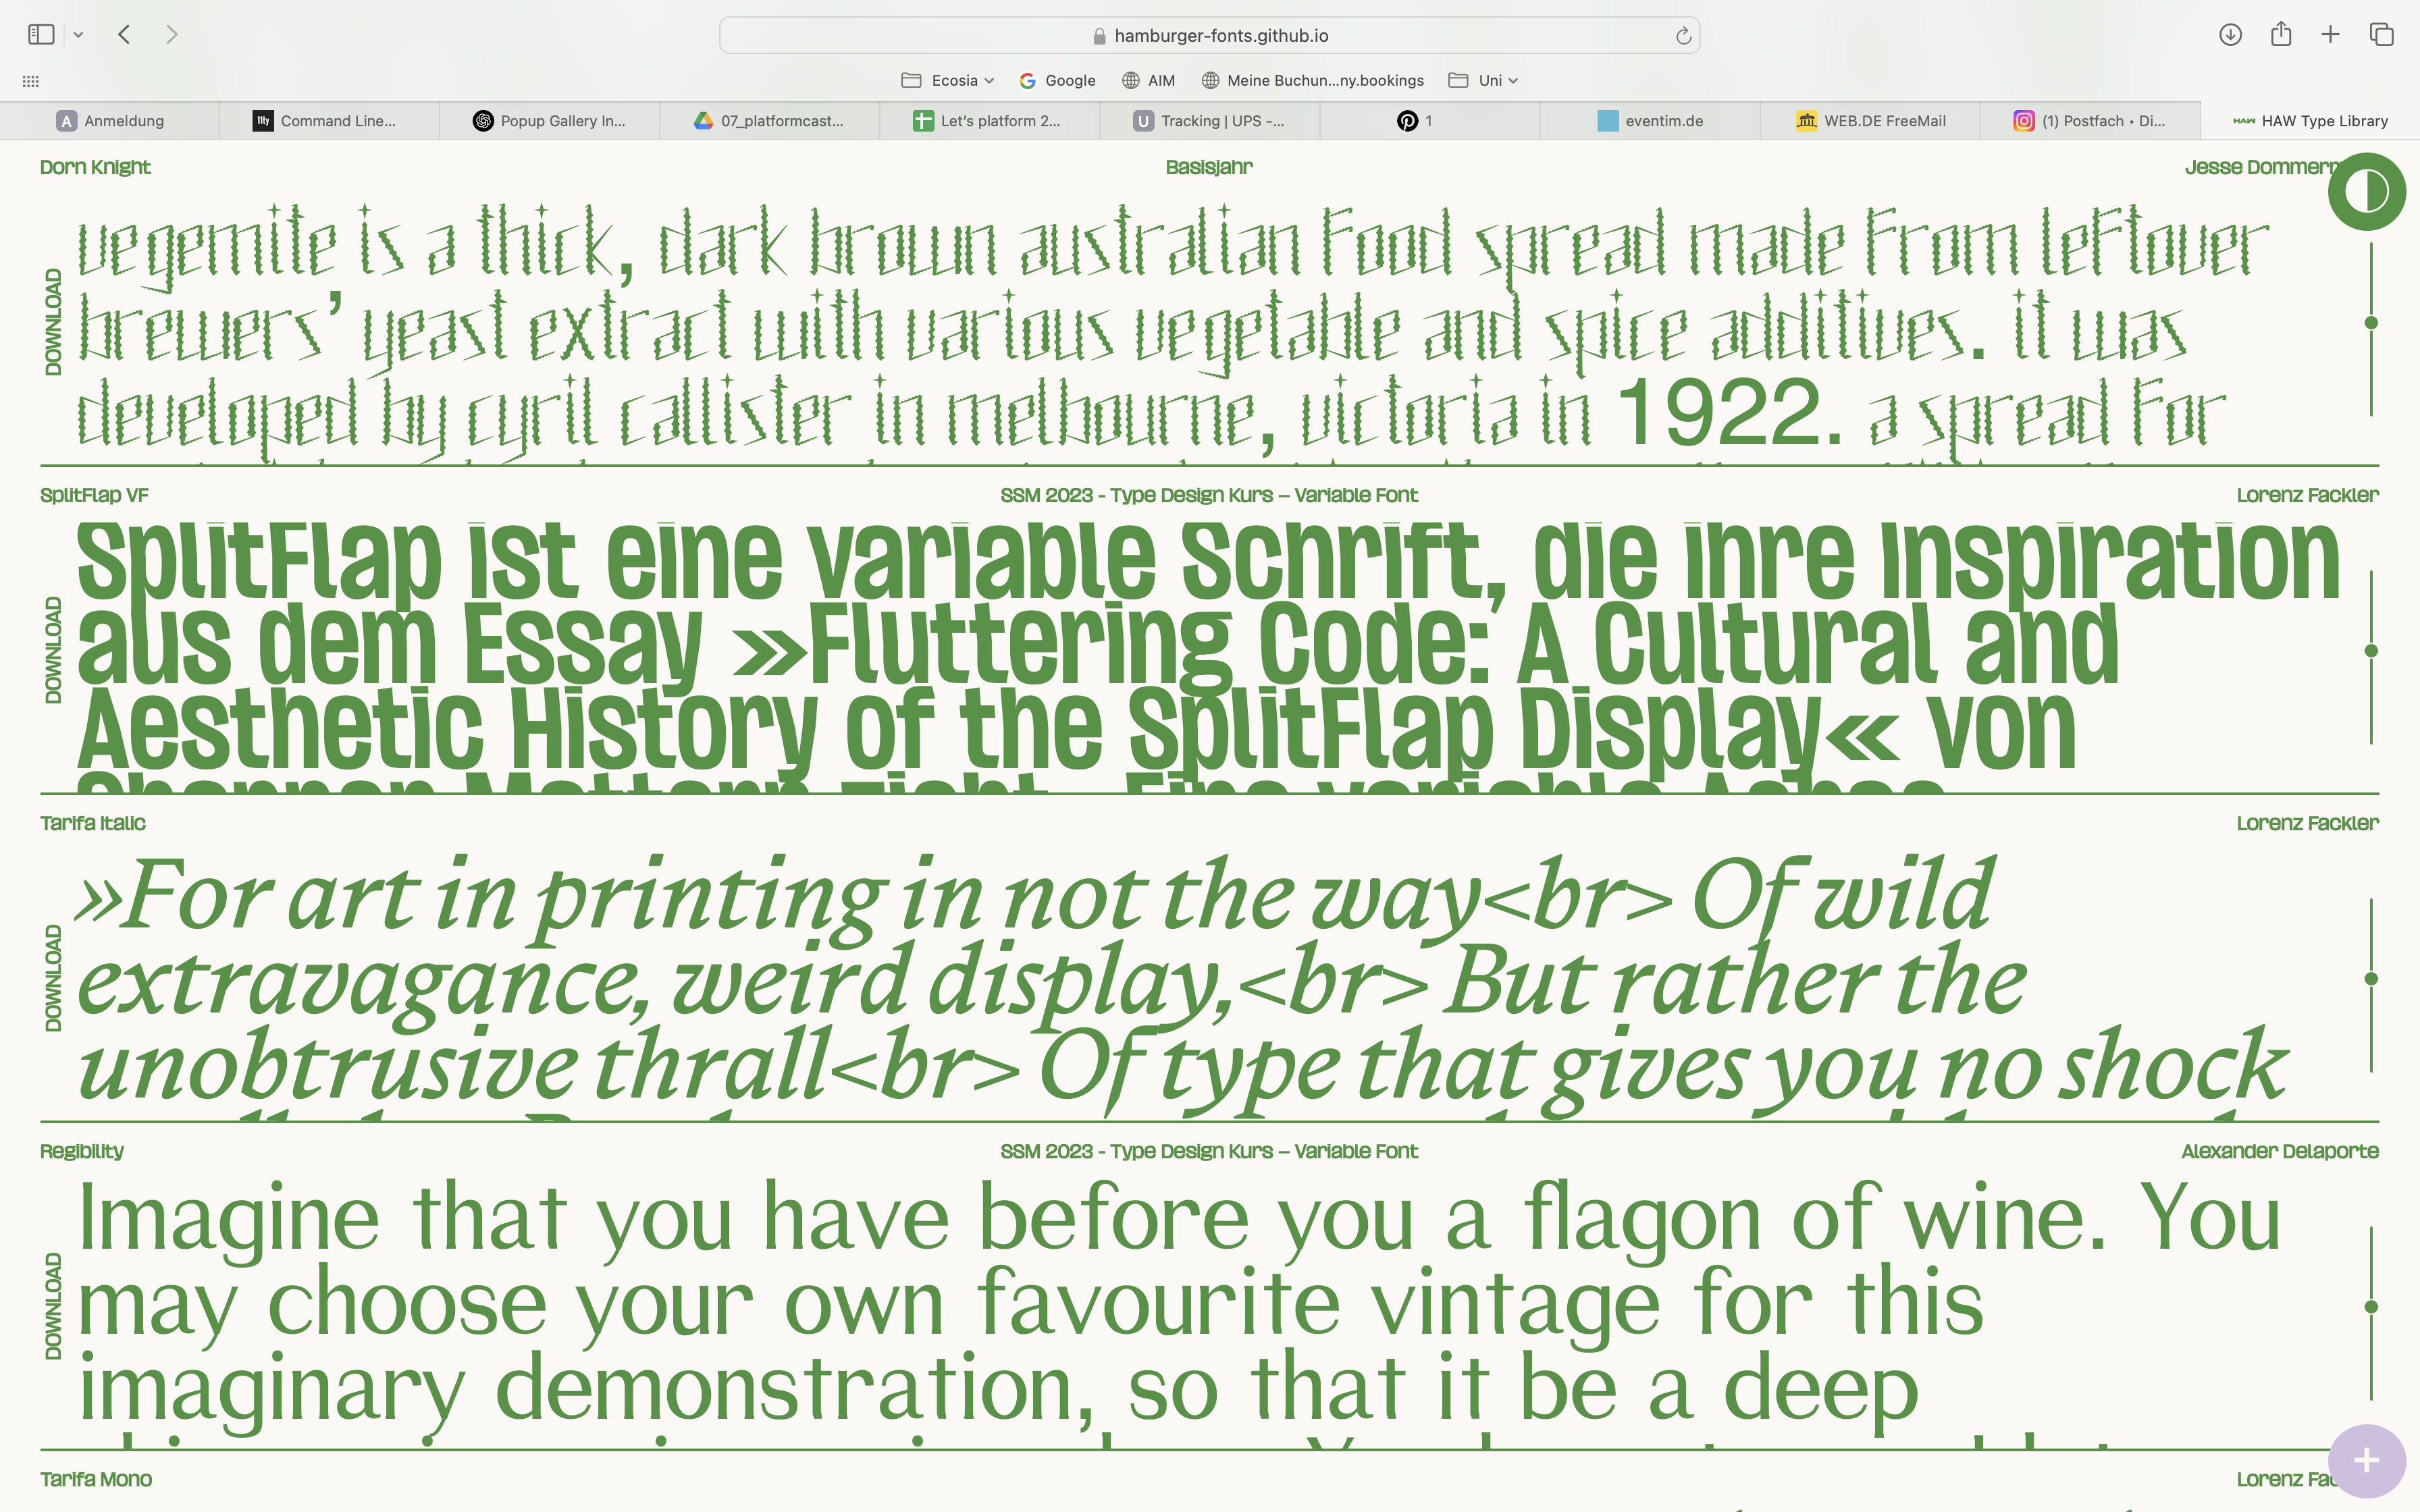 hamburger-fonts.github.io
Ecosia
Google
AIM
Meine Buchun...ny.bookings
Uni
Anmeldung
11ty Command Line...
Popup Gallery In...
07_platformcast...
Let's platform 2...
U Tracking | UPS -...
1
eventim.de
WEB.DE FreeMail
(1) Postfach • Di...
HAW HAW Type Library
Dorn Knight
Basisjahr
Jesse
DOWNLOAD
vegemite is a thick, dark brown australian food spread made from leftover
brewers’ yeast extract with various vegetable and spice additives. it was
developed by cyril callister in melbourne, victoria in 1922. a spread for
SplitFlap VF
SSM 2023 - Type Design Kurs – Variable Font
Lorenz Fackler
DOWNLOAD
SplitFlap ist eine variable Schrift, die ihre Inspiration
aus dem Essay »Fluttering Code: A Cultural and
Aesthetic History of the SplitFlap Display« von
Tarifa Italic
Lorenz Fackler
DOWNLOAD
»For art in printing in not the way<br> Of wild
extravagance, weird display,<br> But rather the
unobtrusive thrall<br> Of type that gives you no shock
Regibility
SSM 2023 - Type Design Kurs – Variable Font
Alexander Delaporte
DOWNLOAD
Imagine that you have before you a flagon of wine. You
may choose your own favourite vintage for this
imaginary demonstration, so that it be a deep
Tarifa Mono
Lorenz